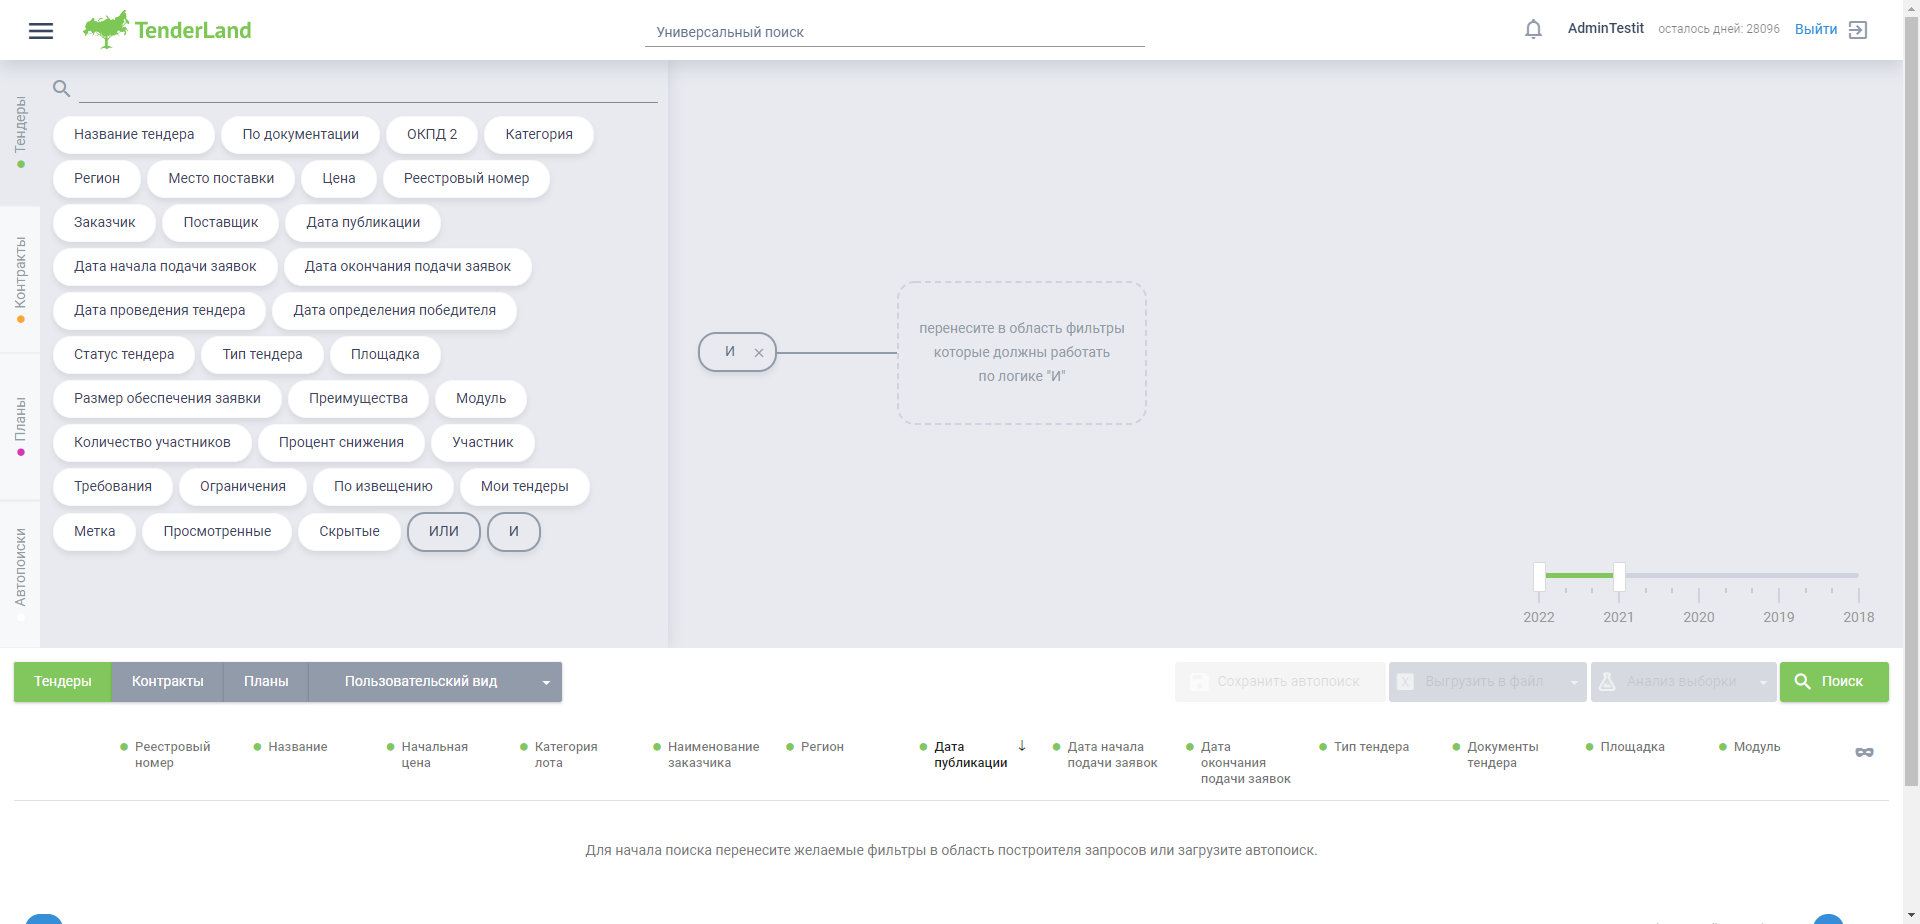 TenderLand
Универсальный поиск
AdminTestit
осталось дней: 28096
Выйти
Тендеры
Контракты
Планы
Автопоиски
Название тендера
По документации
ОКПД 2
Категория
Регион
Место поставки
Цена
Реестровый номер
Заказчик
Поставщик
Дата публикации
Дата начала подачи заявок
Дата окончания подачи заявок
Дата проведения тендера
Дата определения победителя
Статус тендера
Тип тендера
Площадка
Размер обеспечения заявки
Преимущества
Модуль
Количество участников
Процент снижения
Участник
Требования
Ограничения
По извещению
Мои тендеры
Метка
Просмотренные
Скрытые
ИЛИ
И
И
перенесите в область фильтры
которые должны работать
по логике "И"
2022
2021
2020
2019
2018
Тендеры
Контракты
Планы
Пользовательский вид
Сохранить автопоиск
Выгрузить в файл
Анализ выборки
Поиск
Реестровый
номер
Название
Начальная
цена
Категория
лота
Наименование
заказчика
Регион
Дата
публикации
Дата начала
подачи заявок
Дата
окончания
подачи заявок
Тип тендера
Документы
тендера
Площадка
Модуль
Для начала поиска перенесите желаемые фильтры в область построителя запросов или загрузите автопоиск.